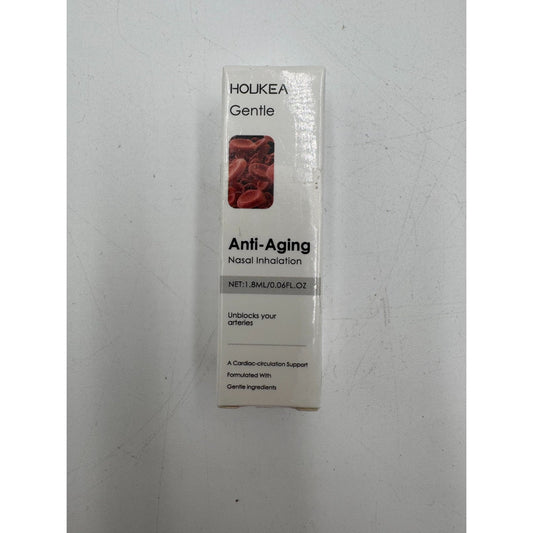 HOUKEA
Gentle
Anti-Aging
Nasal Inhalation
NET:1.8ML/0.06FL.OZ
Unblocks your
arteries
A Cardiac-circulation Support
Formulated With
Gentle Ingredients